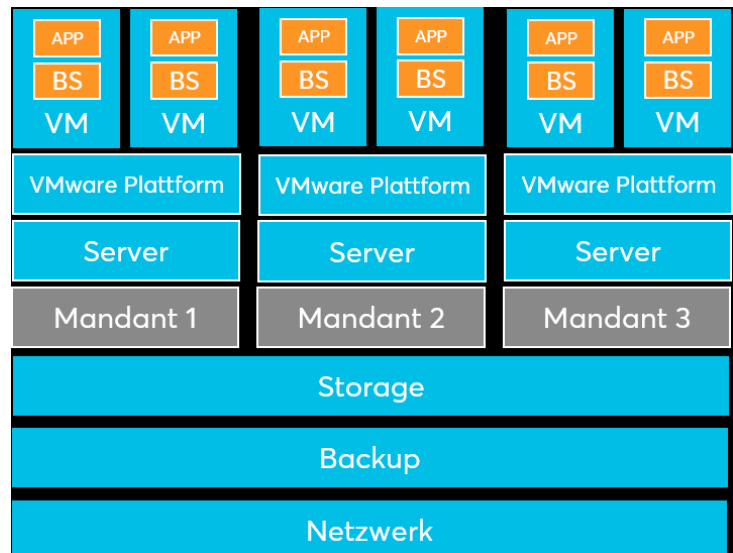 APP APP APP APP APP APP
BS BS BS BS BS BS
VM VM VM VM VM VM
VMware Plattform VMware Plattform VMware Plattform
Server Server Server
Mandant 1 Mandant 2 Mandant 3
Storage
Backup
Netzwerk